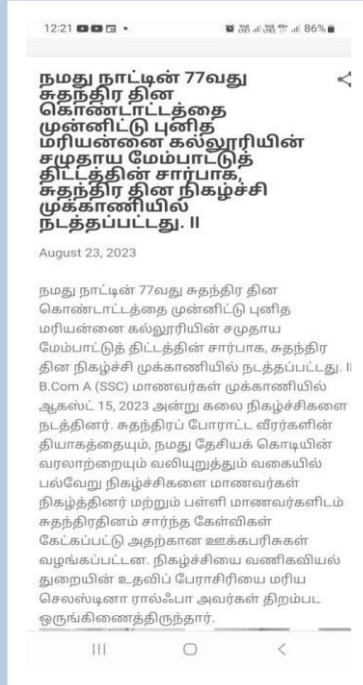 12:21
86%
நமது நாட்டின் 77வது
சுதந்திர தின
கொண்டாட்டத்தை
முன்னிட்டு புனித
மரியன்னை கல்லூரியின்
சமுதாய மேம்பாட்டுத்
திட்டத்தின் சார்பாக,
சுதந்திர தின நிகழ்ச்சி
முக்காணியில்
நடத்தப்பட்டது. II
August 23, 2023
நமது நாட்டின் 77வது சுதந்திர தின
கொண்டாட்டத்தை முன்னிட்டு புனித
மரியன்னை கல்லூரியின் சமுதாய
மேம்பாட்டுத் திட்டத்தின் சார்பாக, சுதந்திர
தின நிகழ்ச்சி முக்காணியில் நடத்தப்பட்டது. II
B.Com A (SSC) மாணவர்கள் முக்காணியில்
ஆகஸ்ட் 15, 2023 அன்று கலை நிகழ்ச்சிகளை
நடத்தினர். சுதந்திரப் போராட்ட வீரர்களின்
தியாகத்தையும், நமது தேசியக் கொடியின்
வரலாற்றையும் வலியுறுத்தும் வகையில்
பல்வேறு நிகழ்ச்சிகளை மாணவர்கள்
நிகழ்த்தினர் மற்றும் பள்ளி மாணவர்களிடம்
சுதந்திரதினம் சார்ந்த கேள்விகள்
கேட்கப்பட்டு அதற்கான ஊக்கபரிசுகள்
வழங்கப்பட்டன. நிகழ்ச்சியை வணிகவியல்
துறையின் உதவிப் பேராசிரியை மரிய
செலஸ்டினா ரால்ஃபா அவர்கள் திறம்பட
ஒருங்கிணைத்திருந்தார்.